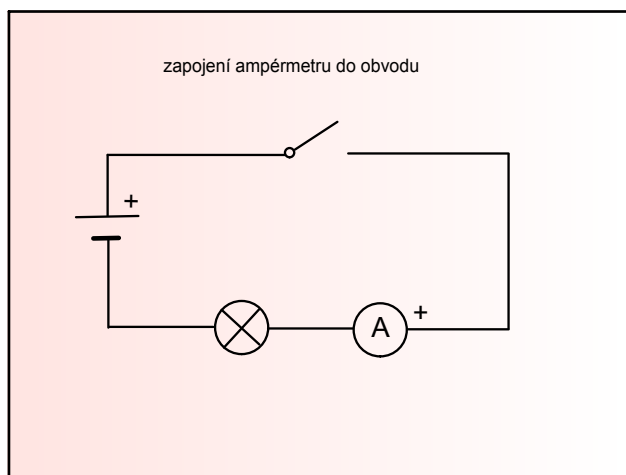 zapojení ampérmetru do obvodu
+
A +